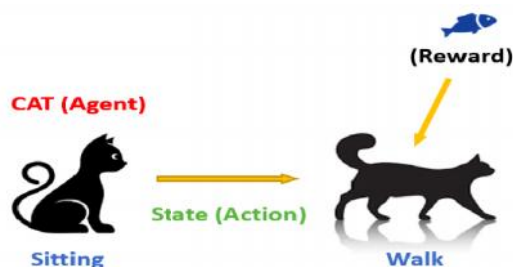 (Reward)
CAT (Agent)
State (Action)
Sitting
Walk